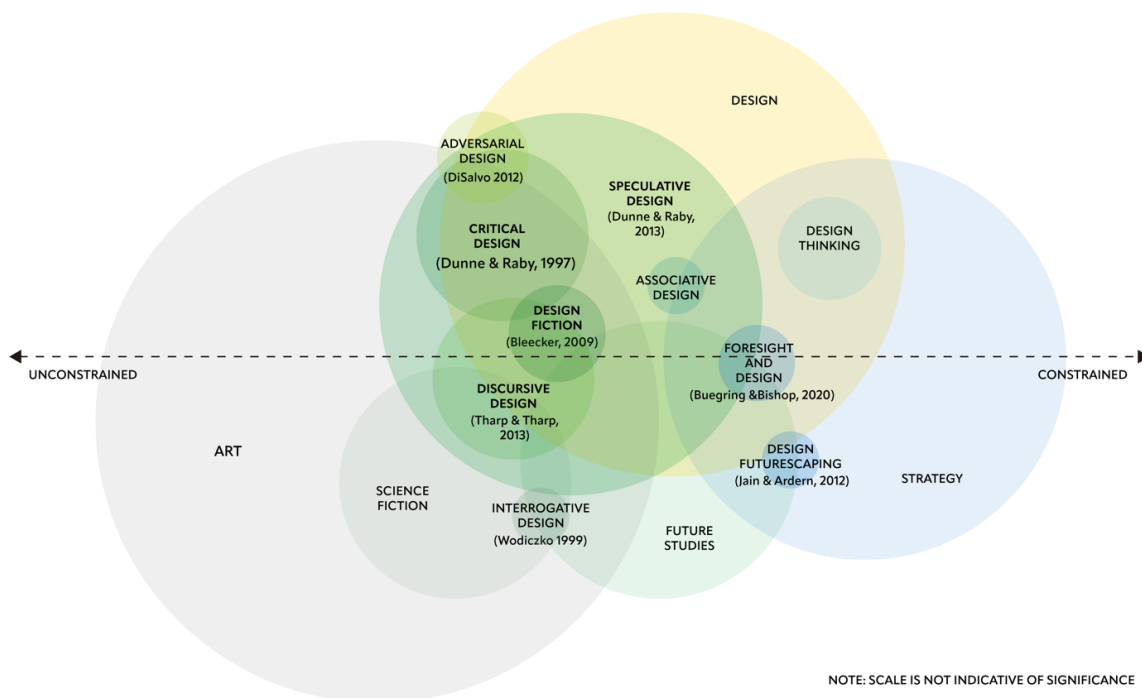 DESIGN
ADVERSARIAL
DESIGN
(DiSalvo 2012)
SPECULATIVE
DESIGN
(Dunne & Raby,
2013)
CRITICAL
DESIGN
(Dunne & Raby, 1997)
DESIGN
THINKING
ASSOCIATIVE
DESIGN
DESIGN
FICTION
(Bleecker, 2009)
FORESIGHT
AND
DESIGN
(Buegring &Bishop, 2020)
UNCONSTRAINED
CONSTRAINED
DISCURSIVE
DESIGN
(Tharp & Tharp,
2013)
ART
DESIGN
FUTURESCAPING
(Jain & Ardern, 2012)
STRATEGY
SCIENCE
FICTION
INTERROGATIVE
DESIGN
(Wodiczko 1999)
FUTURE
STUDIES
NOTE: SCALE IS NOT INDICATIVE OF SIGNIFICANCE